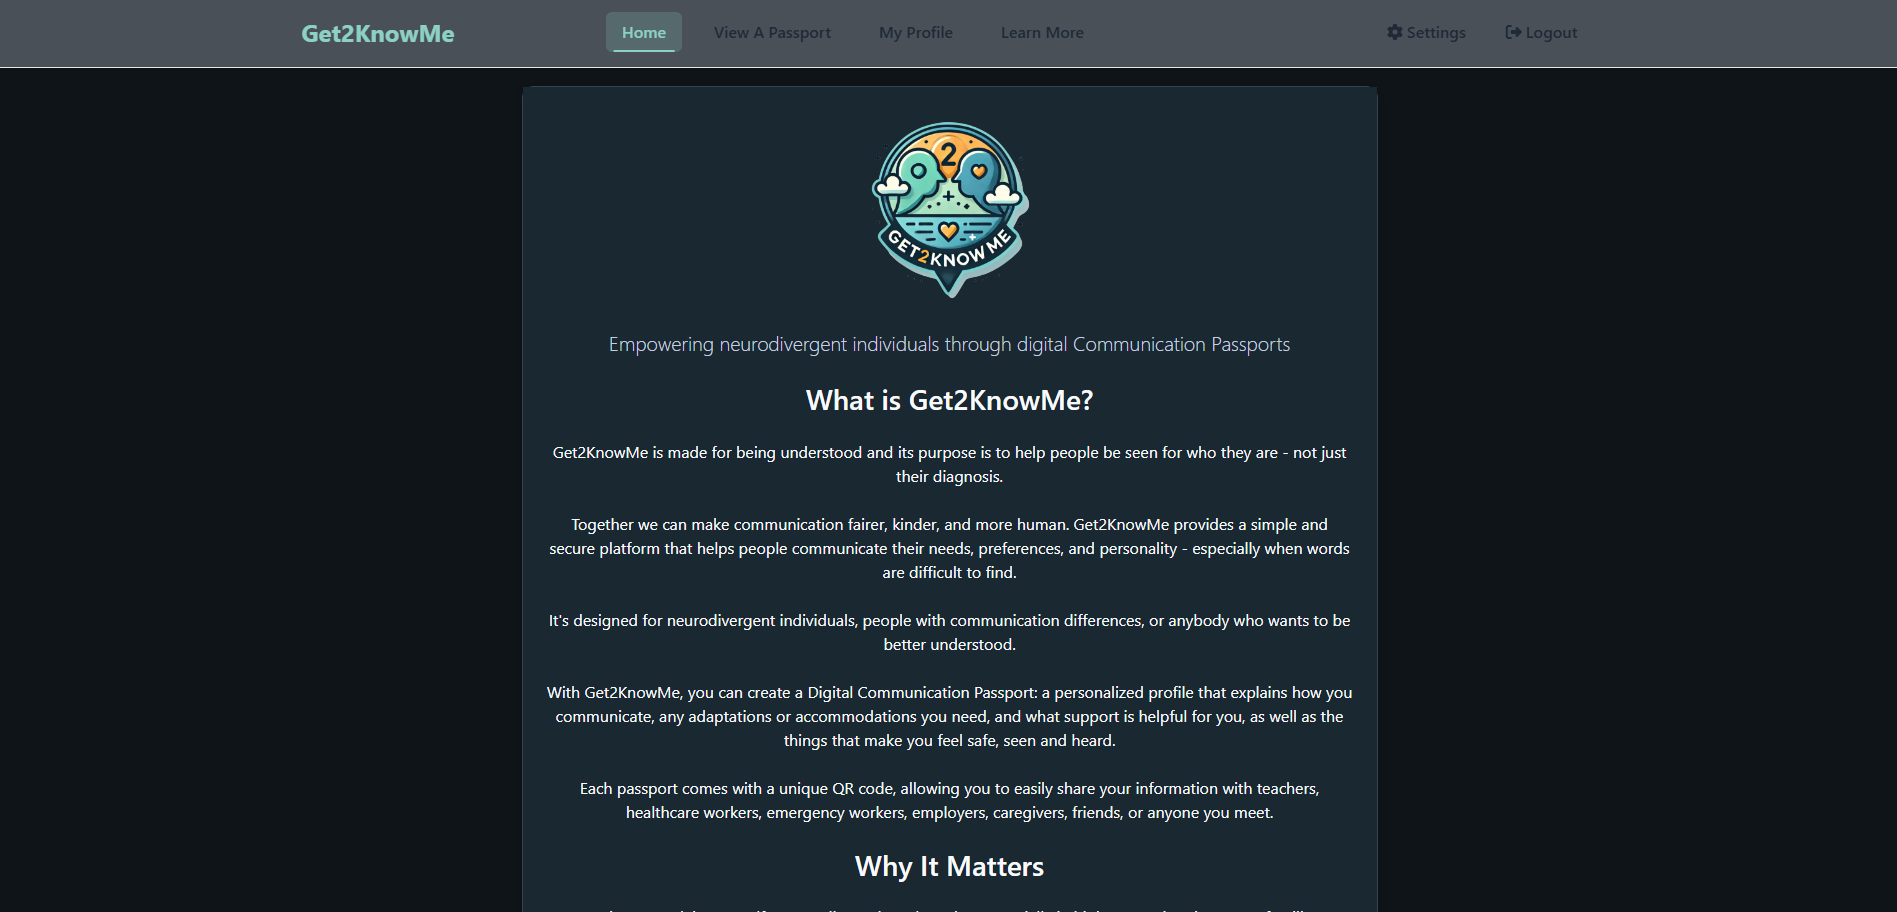 Get2KnowMe
Home
View A Passport
My Profile
Learn More
Settings
Logout
2
GET2KNOWME
Empowering neurodivergent individuals through digital Communication Passports
What is Get2KnowMe?
Get2KnowMe is made for being understood and its purpose is to help people be seen for who they are - not just
their diagnosis.
Together we can make communication fairer, kinder, and more human. Get2KnowMe provides a simple and
secure platform that helps people communicate their needs, preferences, and personality - especially when words
are difficult to find.
It's designed for neurodivergent individuals, people with communication differences, or anybody who wants to be
better understood.
With Get2KnowMe, you can create a Digital Communication Passport: a personalized profile that explains how you
communicate, any adaptations or accommodations you need, and what support is helpful for you, as well as the
things that make you feel safe, seen and heard.
Each passport comes with a unique QR code, allowing you to easily share your information with teachers,
healthcare workers, emergency workers, employers, caregivers, friends, or anyone you meet.
Why It Matters